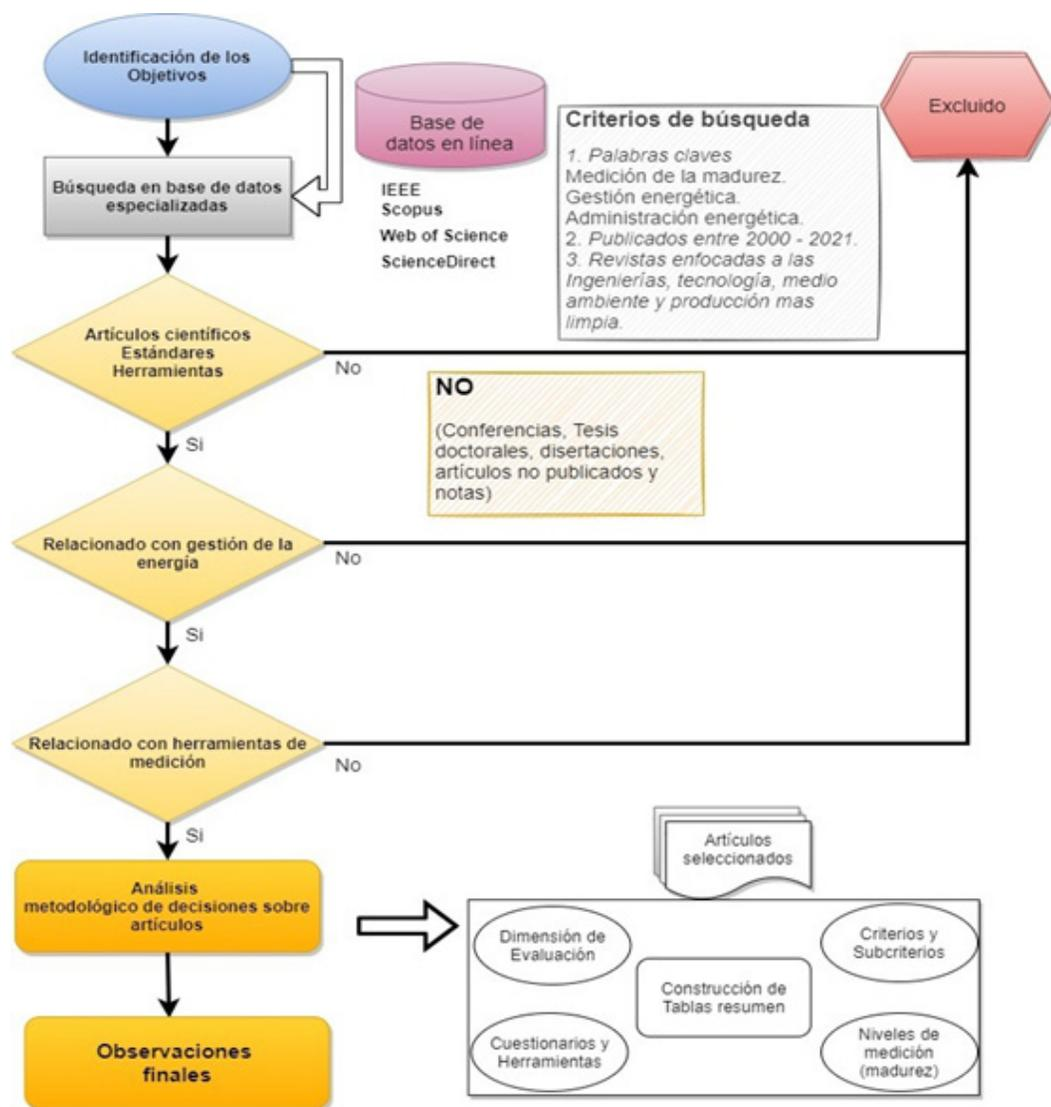 Identificación de los
Objetivos
Búsqueda en base de datos
especializadas
Base de
datos en línea
IEEE
Scopus
Web of Science
ScienceDirect
Criterios de búsqueda
1. Palabras claves
Medición de la madurez.
Gestión energética.
Administración energética.
2. Publicados entre 2000 - 2021.
3. Revistas enfocadas a las
Ingenierías, tecnología, medio
ambiente y producción mas
limpia.
Excluido
Artículos científicos
Estándares
Herramientas
No
Si
NO
(Conferencias, Tesis
doctorales, disertaciones,
artículos no publicados y
notas)
Relacionado con gestión de la
energía
No
Si
Relacionado con herramientas de
medición
No
Si
Análisis
metodológico de decisiones sobre
artículos
Observaciones
finales
Artículos
seleccionados
Dimensión de
Evaluación
Criterios y
Subcriterios
Construcción de
Tablas resumen
Cuestionarios y
Herramientas
Niveles de
medición
(madurez)